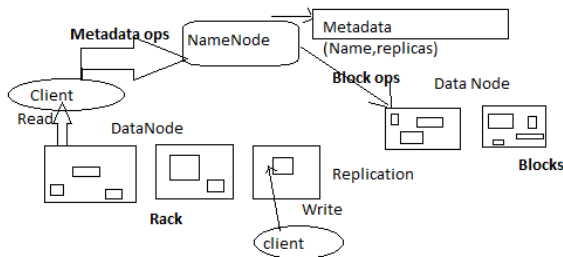 Metadata ops
NameNode
Metadata
(Name,replicas)
Block ops
Client
Read
DataNode
Data Node
Blocks
Replication
Rack
Write
client